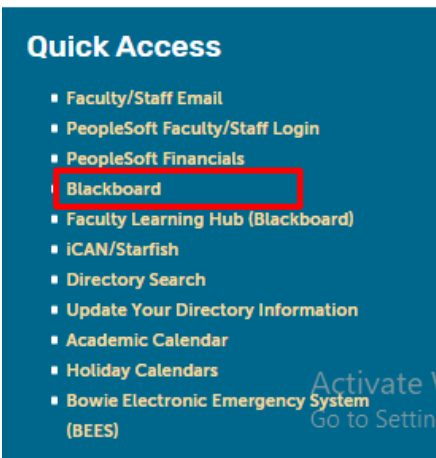 Quick Access
Faculty/Staff Email
PeopleSoft Faculty/Staff Login
PeopleSoft Financials
Blackboard
Faculty Learning Hub (Blackboard)
iCAN/Starfish
Directory Search
Update Your Directory Information
Academic Calendar
Holiday Calendars
Bowie Electronic Emergency System
(BEES)
Activate
Go to